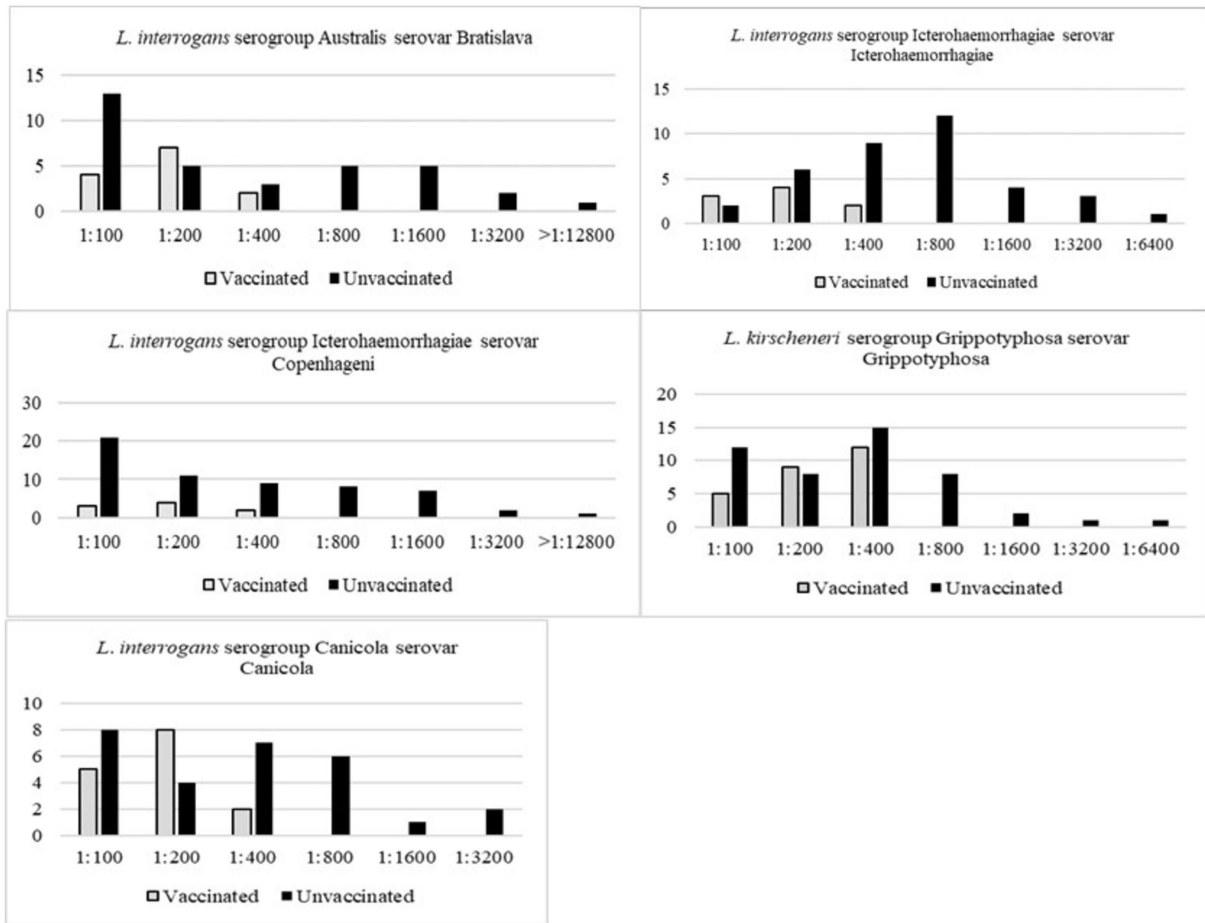 L. interrogans serogroup Australis serovar Bratislava
15
10
5
0
1:100 1:200 1:400 1:800 1:1600 1:3200 >1:12800
Vaccinated Unvaccinated
L. interrogans serogroup Icterohaemorrhagiae serovar
Icterohaemorrhagiae
15
10
5
0
1:100 1:200 1:400 1:800 1:1600 1:3200 1:6400
Vaccinated Unvaccinated
L. interrogans serogroup Icterohaemorrhagiae serovar
Copenhageni
30
20
10
0
1:100 1:200 1:400 1:800 1:1600 1:3200 >1:12800
Vaccinated Unvaccinated
L. kirscheneri serogroup Grippotyphosa serovar
Grippotyphosa
20
15
10
5
0
1:100 1:200 1:400 1:800 1:1600 1:3200 1:6400
Vaccinated Unvaccinated
L. interrogans serogroup Canicola serovar
Canicola
10
8
6
4
2
0
1:100 1:200 1:400 1:800 1:1600 1:3200
Vaccinated Unvaccinated